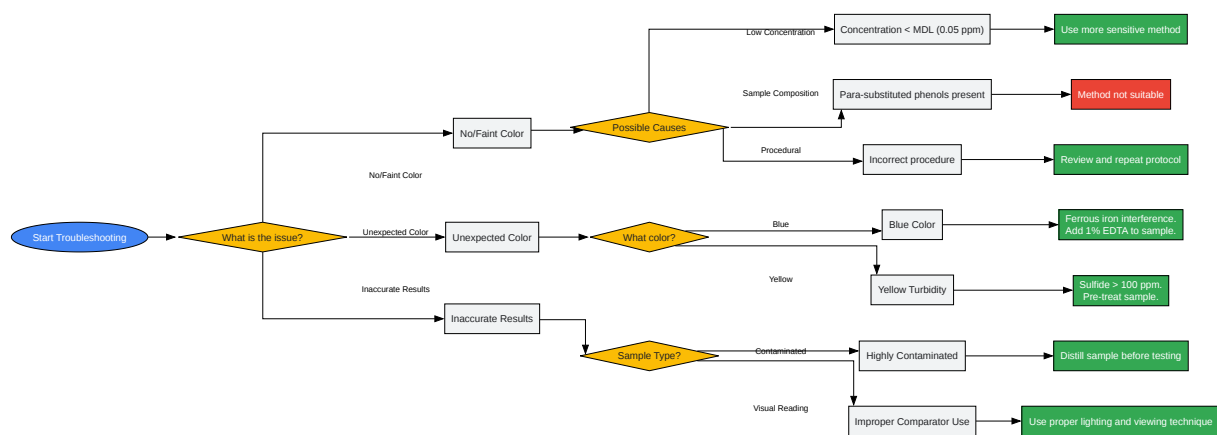 Low Concentration
Concentration < MDL (0.05 ppm)
Use more sensitive method
Sample Composition
Para-substituted phenols present
Method not suitable
No/Faint Color
Possible Causes
Procedural
Incorrect procedure
Review and repeat protocol
No/Faint Color
Start Troubleshooting
What is the issue?
Unexpected Color
Unexpected Color
What color?
Blue
Blue Color
Ferrous iron interference.
Add 1% EDTA to sample.
Inaccurate Results
Yellow
Yellow Turbidity
Sulfide > 100 ppm.
Pre-treat sample.
Inaccurate Results
Sample Type?
Contaminated
Highly Contaminated
Distill sample before testing
Visual Reading
Improper Comparator Use
Use proper lighting and viewing technique